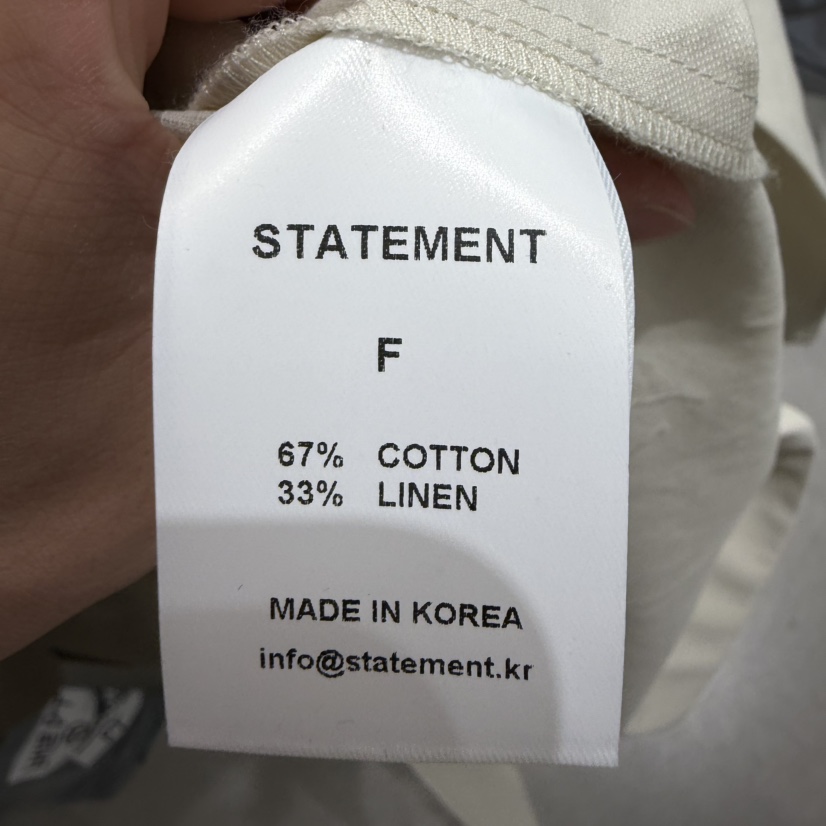 STATEMENT
F
67% COTTON
33% LINEN
MADE IN KOREA
info@statement.kr